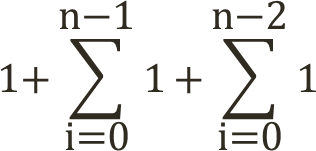 n−1 n−2
1+ ∑ 1 + ∑ 1
i=0 i=0